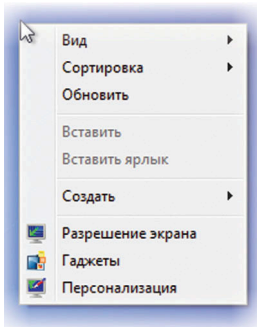 Вид
Сортировка
Обновить
Вставить
Вставить ярлык
Создать
Разрешение экрана
Гаджеты
Персонализация